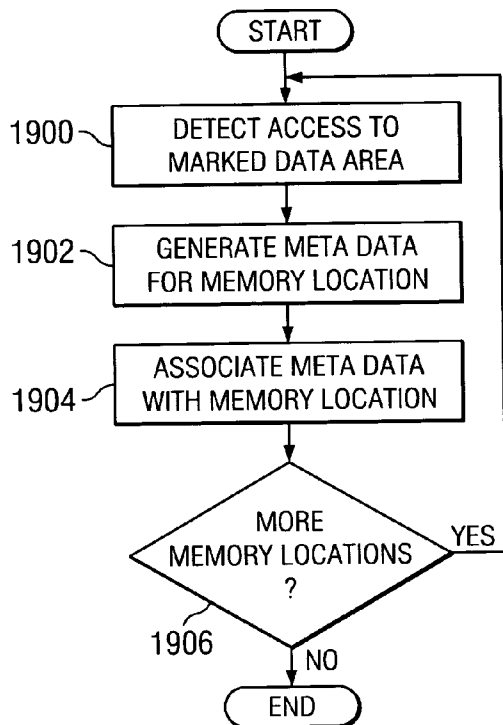 START
1900
DETECT ACCESS TO
MARKED DATA AREA
1902
GENERATE META DATA
FOR MEMORY LOCATION
1904
ASSOCIATE META DATA
WITH MEMORY LOCATION
MORE
MEMORY LOCATIONS
?
YES
1906
NO
END